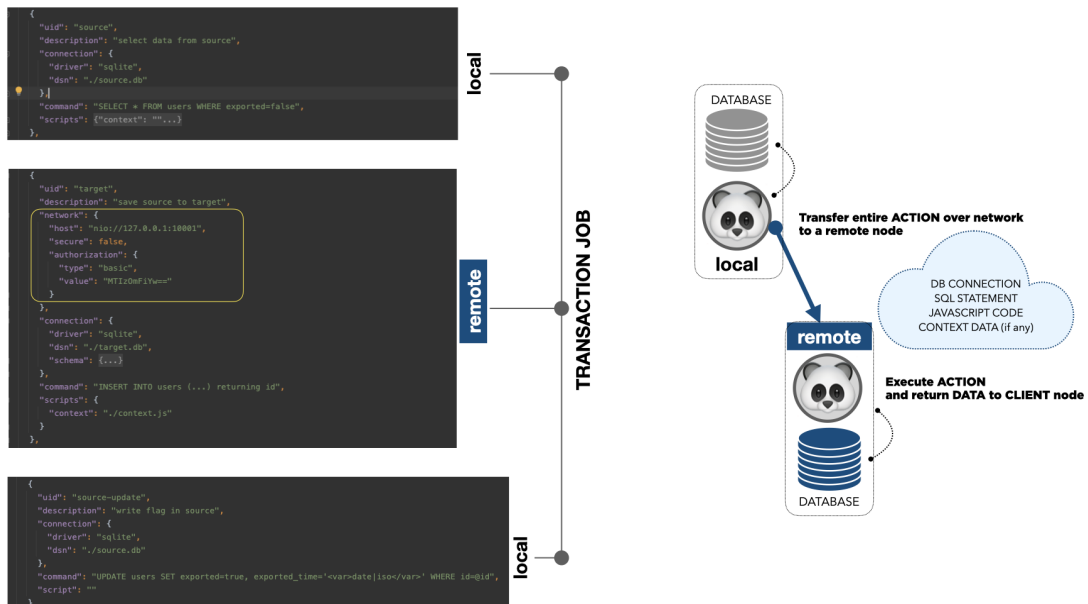 {
"uid": "source",
"description": "select data from source",
"connection": {
"driver": "sqlite",
"dsn": "./source.db"
},
"command": "SELECT * FROM users WHERE exported=false",
"scripts": {"context": ""...}
},
local
{
"uid": "target",
"description": "save source to target",
"network": {
"host": "nio://127.0.0.1:10001",
"secure": false,
"authorization": {
"type": "basic",
"value": "MTIzOmFiYw=="
}
},
"connection": {
"driver": "sqlite",
"dsn": "./target.db",
"schema": {...}
},
"command": "INSERT INTO users (...) returning id",
"scripts": {
"context": "./context.js"
}
},
remote
{
"uid": "source-update",
"description": "write flag in source",
"connection": {
"driver": "sqlite",
"dsn": "./source.db"
},
"command": "UPDATE users SET exported=true, exported_time='<var>date|iso</var>' WHERE id=@id",
"script": ""
}
local
TRANSACTION JOB
DATABASE
local
Transfer entire ACTION over network
to a remote node
DB CONNECTION
SQL STATEMENT
JAVASCRIPT CODE
CONTEXT DATA (if any)
remote
Execute ACTION
and return DATA to CLIENT node
DATABASE